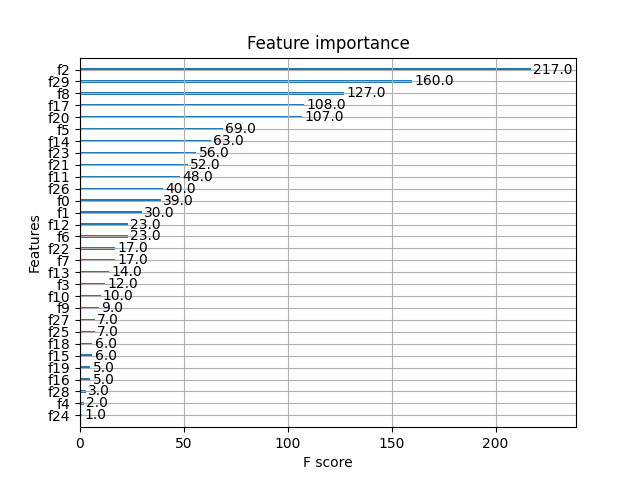 Feature importance
f2 217.0
f29 160.0
f8 127.0
f17 108.0
f20 107.0
f5 69.0
f14 63.0
f23 56.0
f21 52.0
f11 48.0
f26 40.0
f0 39.0
f1 30.0
f12 23.0
f6 23.0
f22 17.0
f7 17.0
f13 14.0
f3 12.0
f10 10.0
f9 9.0
f27 7.0
f25 7.0
f18 6.0
f15 6.0
f19 5.0
f16 5.0
f28 3.0
f4 2.0
f24 1.0
Features
0 50 100 150 200
F score